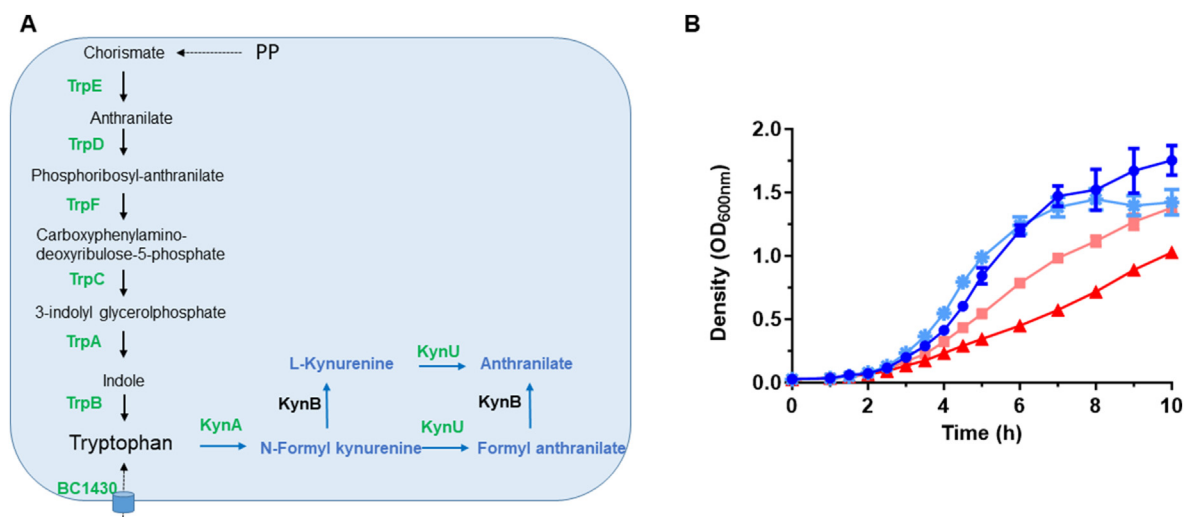 A
Chorismate
PP
TrpE
Anthranilate
TrpD
Phosphoribosyl-anthranilate
TrpF
Carboxyphenylamino-
deoxyribulose-5-phosphate
TrpC
3-indolyl glycerolphosphate
TrpA
Indole
TrpB
Tryptophan
KynA
N-Formyl kynurenine
KynU
Formyl anthranilate
KynB
KynB
L-Kynurenine
KynU
Anthranilate
BC1430
B
Density (OD600nm)
2.0
1.5
1.0
0.5
0.0
0 2 4 6 8 10
Time (h)